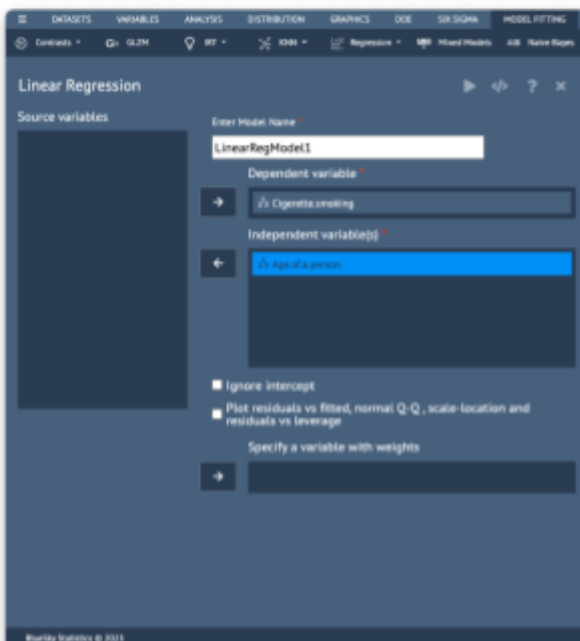 DATASETS VARIABLES ANALYSIS DISTRIBUTION GRAPHICS DOE SIX SIGMA MODEL FITTING
Contrasts GLZM IRT KNN Regression Mixed Models Naive Bayes
Linear Regression
</> ? ×
Source variables
Enter Model Name *
LinearRegModel1
Dependent variable *
Cigerette.smoking
Independent variable(s) *
Age.of.a.person.
Ignore intercept
Plot residuals vs fitted, normal Q-Q , scale-location and
residuals vs leverage
Specify a variable with weights
BlueSky Statistics © 2023